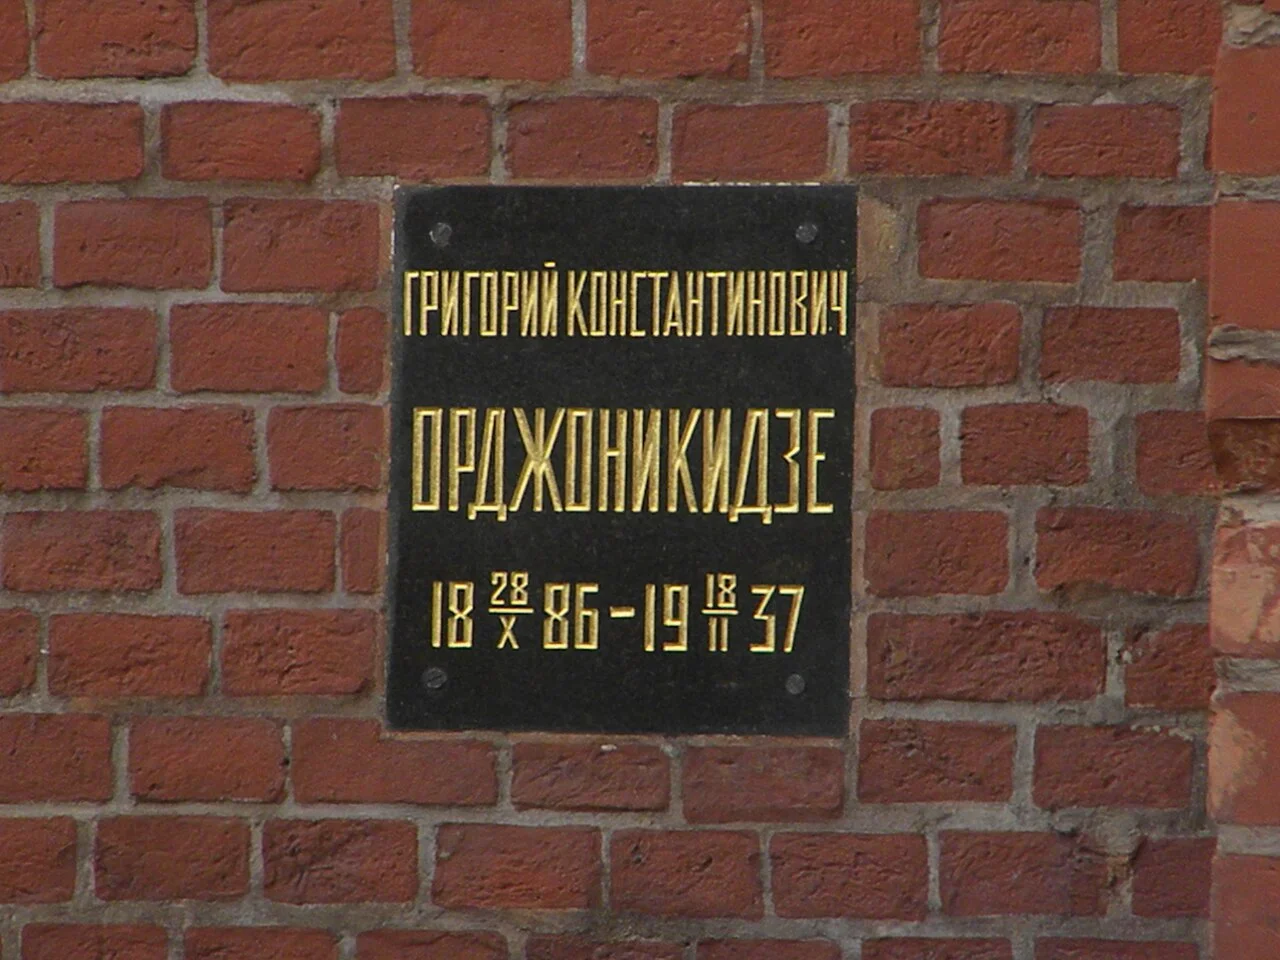 ГРИГОРИЙ КОНСТАНТИНОВИЧ
ОРДЖОНИКИДЗЕ
18 28/X 86 - 19 18/II 37